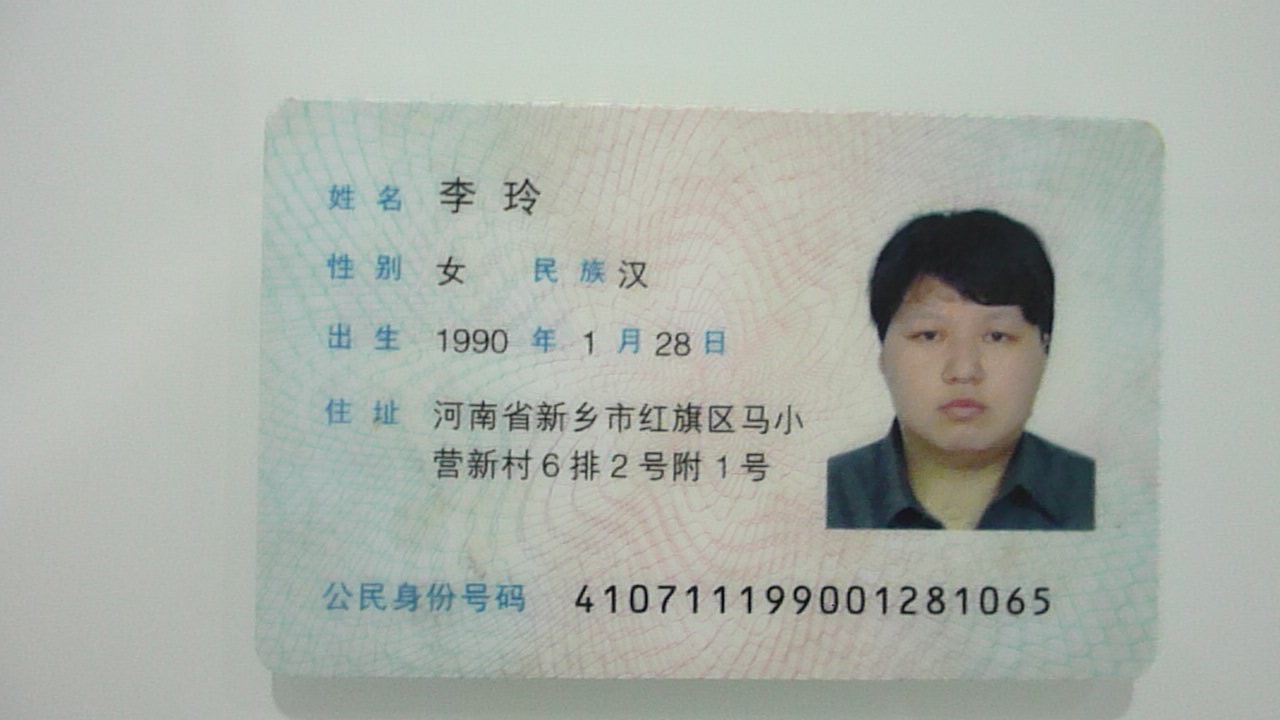 姓名 李玲
性别 女 民族 汉
出生 1990 年 1 月 28 日
住址 河南省新乡市红旗区马小
营新村6排2号附1号
公民身份号码 410711199001281065